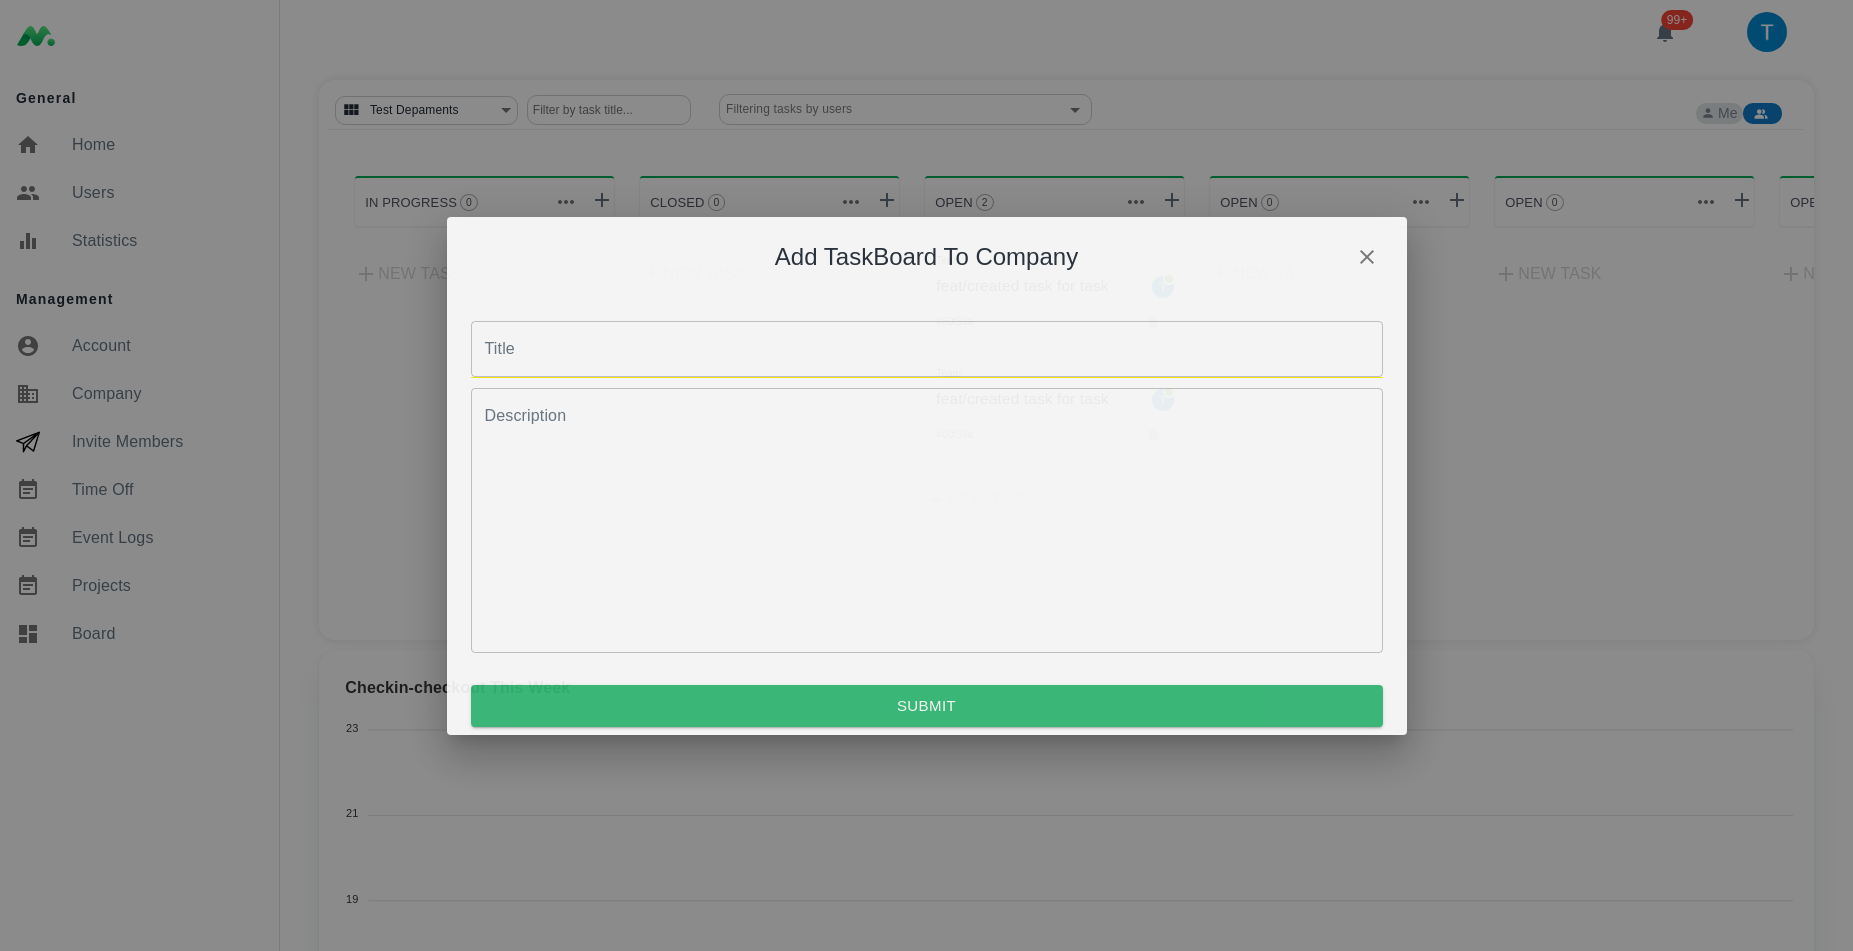 99+
T
General
Home
Users
Statistics
Management
Account
Company
Invite Members
Time Off
Event Logs
Projects
Board
Test Depaments
Filter by task title...
Filtering tasks by users
Me
IN PROGRESS 0
CLOSED 0
OPEN 2
OPEN 0
OPEN 0
OPE
NEW TAS
NEW TASK
N
Add TaskBoard To Company
feat/created task for task
Title
feat/created task for task
Description
SUBMIT
Checkin-checkout This Week
23
21
19